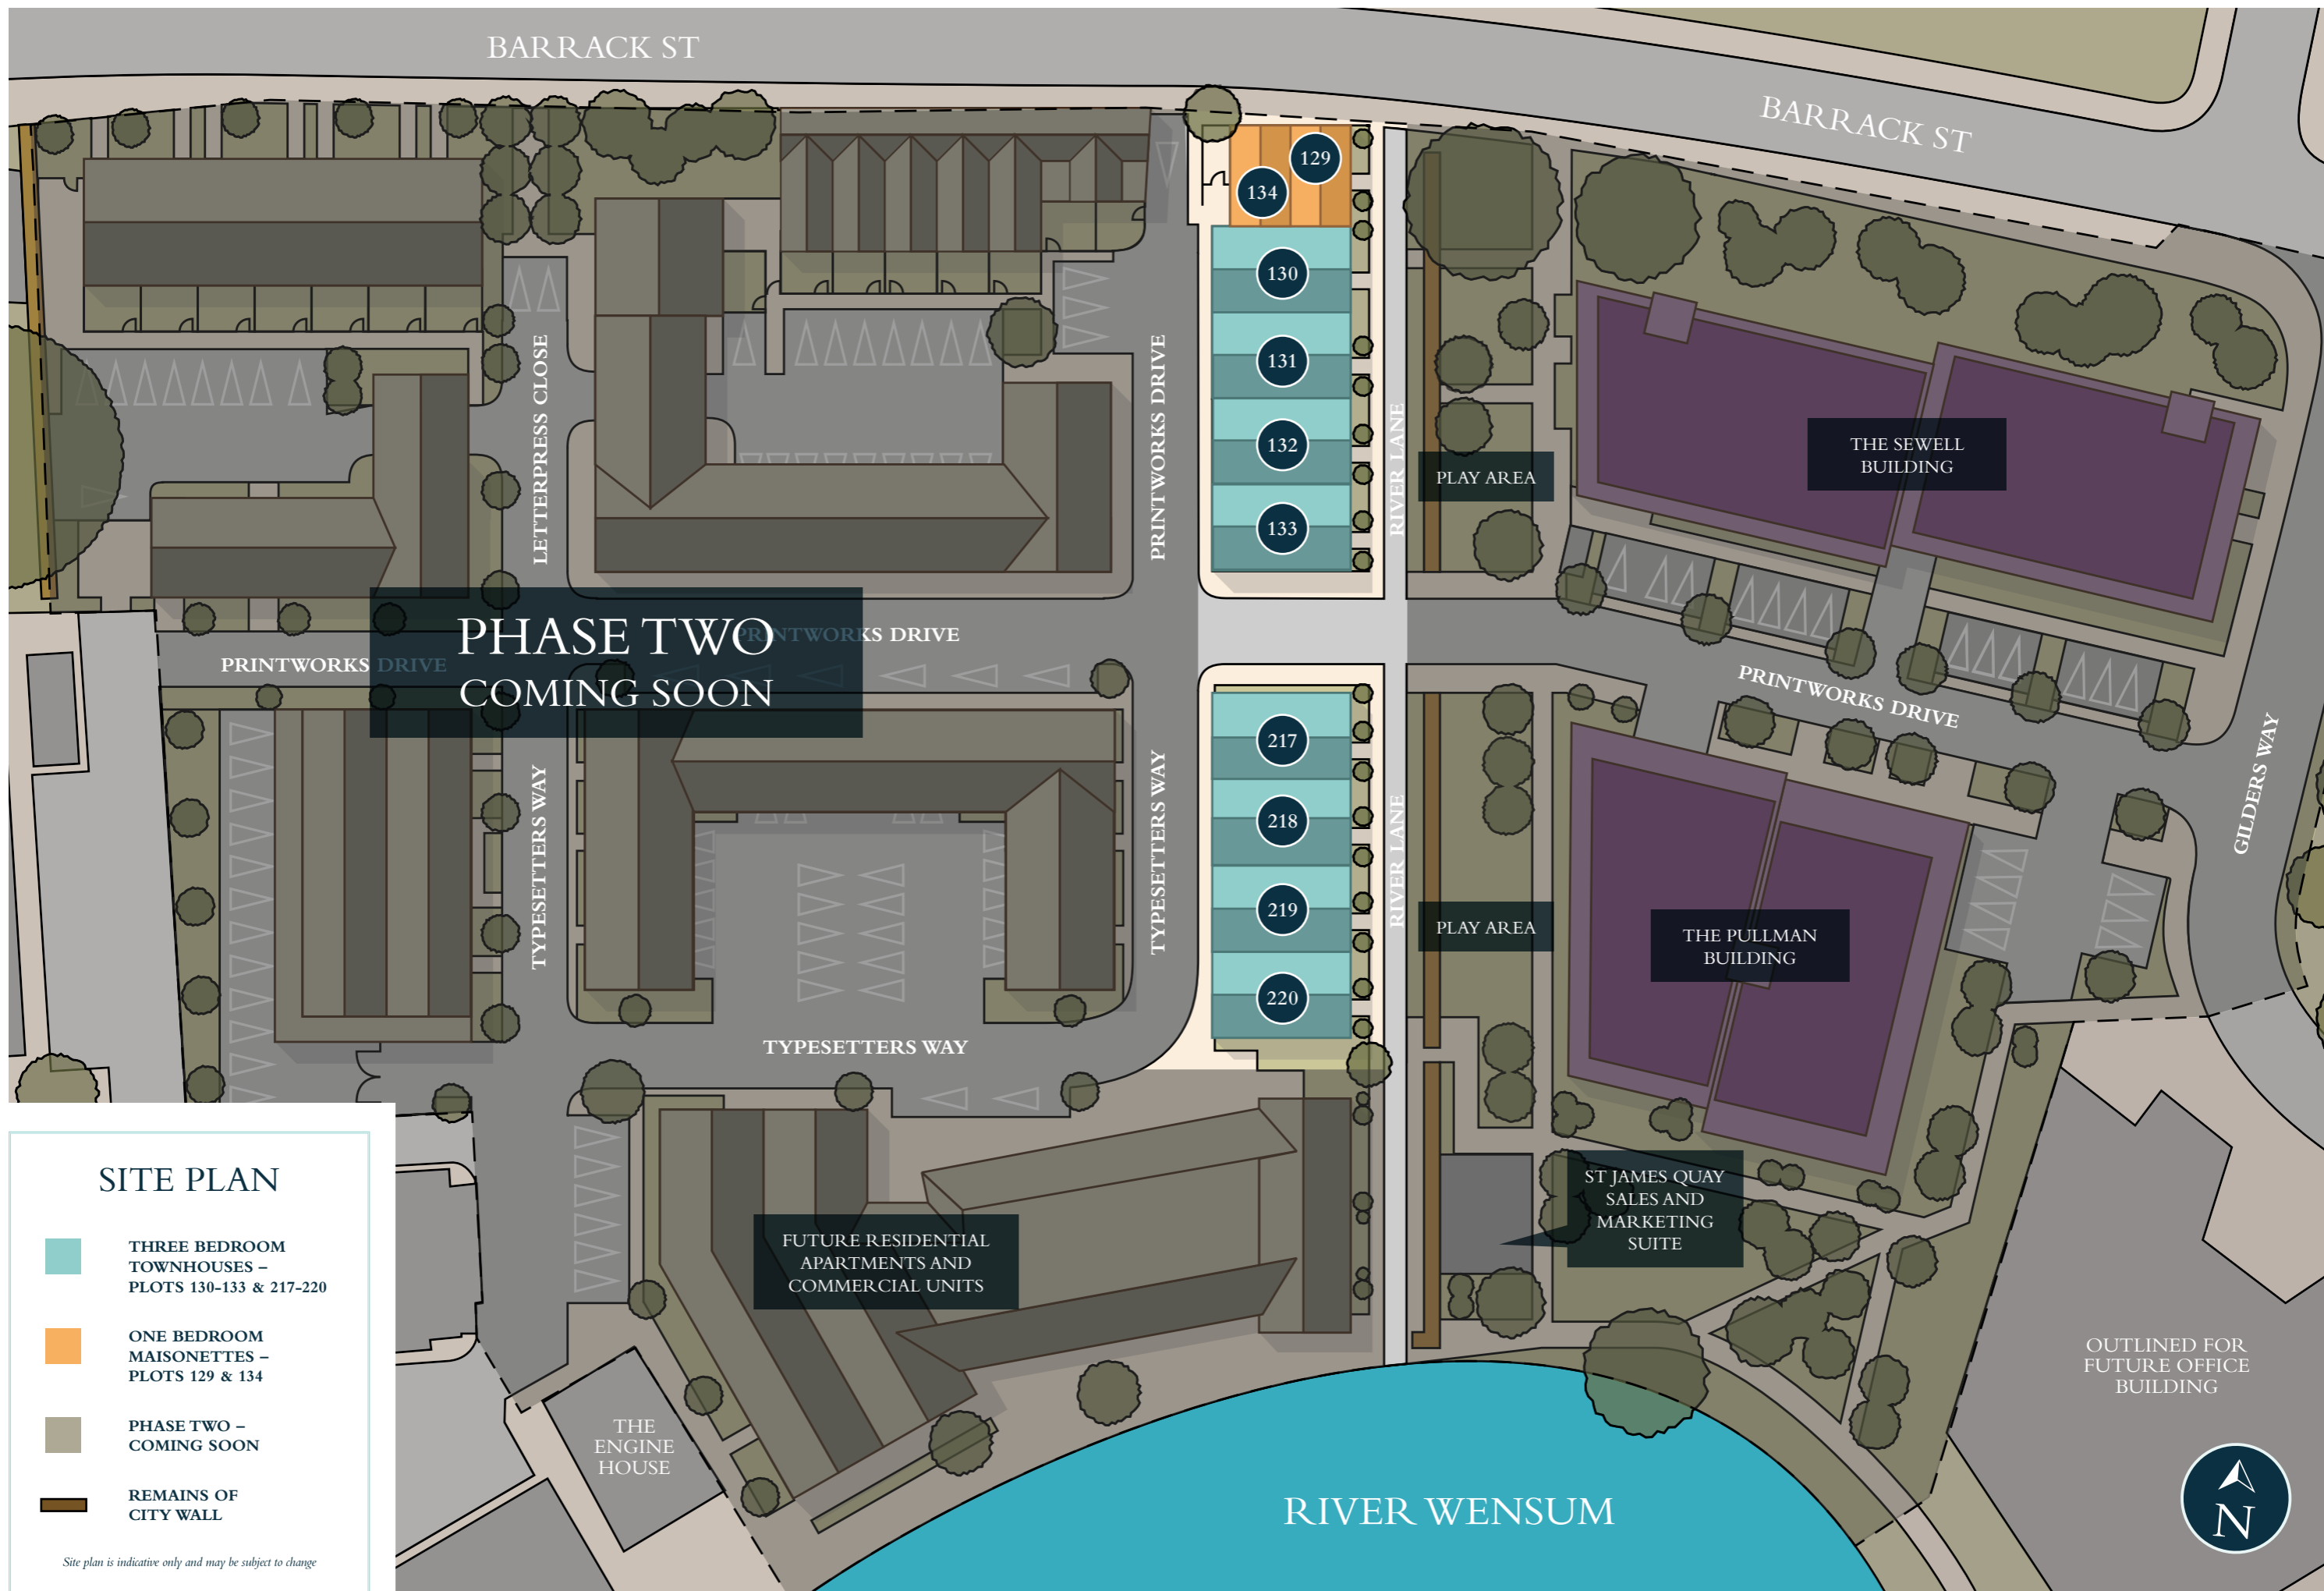 BARRACK ST
BARRACK ST
129
134
130
131
132
133
LETTERPRESS CLOSE
PRINTWORKS DRIVE
RIVER LANE
PLAY AREA
THE SEWELL
BUILDING
PHASE TWO
COMING SOON
PRINTWORKS DRIVE
PRINTWORKS DRIVE
PRINTWORKS DRIVE
GILDERS WAY
TYPESETTERS WAY
TYPESETTERS WAY
217
218
219
220
RIVER LANE
PLAY AREA
THE PULLMAN
BUILDING
TYPESETTERS WAY
FUTURE RESIDENTIAL
APARTMENTS AND
COMMERCIAL UNITS
ST JAMES QUAY
SALES AND
MARKETING
SUITE
OUTLINED FOR
FUTURE OFFICE
BUILDING
THE
ENGINE
HOUSE
RIVER WENSUM
N
SITE PLAN
THREE BEDROOM
TOWNHOUSES –
PLOTS 130-133 & 217-220
ONE BEDROOM
MAISONETTES –
PLOTS 129 & 134
PHASE TWO –
COMING SOON
REMAINS OF
CITY WALL
Site plan is indicative only and may be subject to change